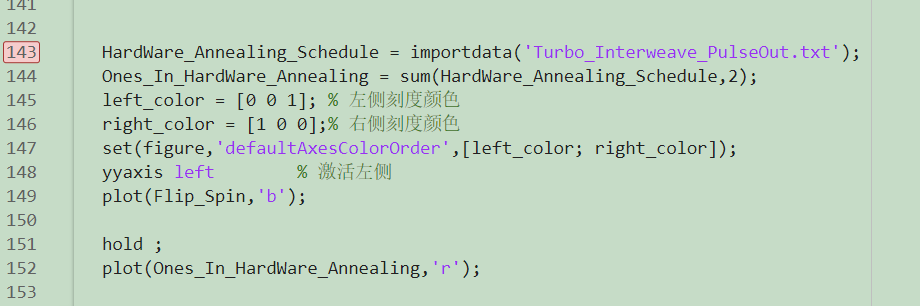 141
142
143 HardWare_Annealing_Schedule = importdata('Turbo_Interweave_PulseOut.txt');
144 Ones_In_HardWare_Annealing = sum(HardWare_Annealing_Schedule,2);
145 left_color = [0 0 1]; % 左侧刻度颜色
146 right_color = [1 0 0];% 右侧刻度颜色
147 set(figure,'defaultAxesColorOrder',[left_color; right_color]);
148 yyaxis left % 激活左侧
149 plot(Flip_Spin,'b');
150
151 hold ;
152 plot(Ones_In_HardWare_Annealing,'r');
153